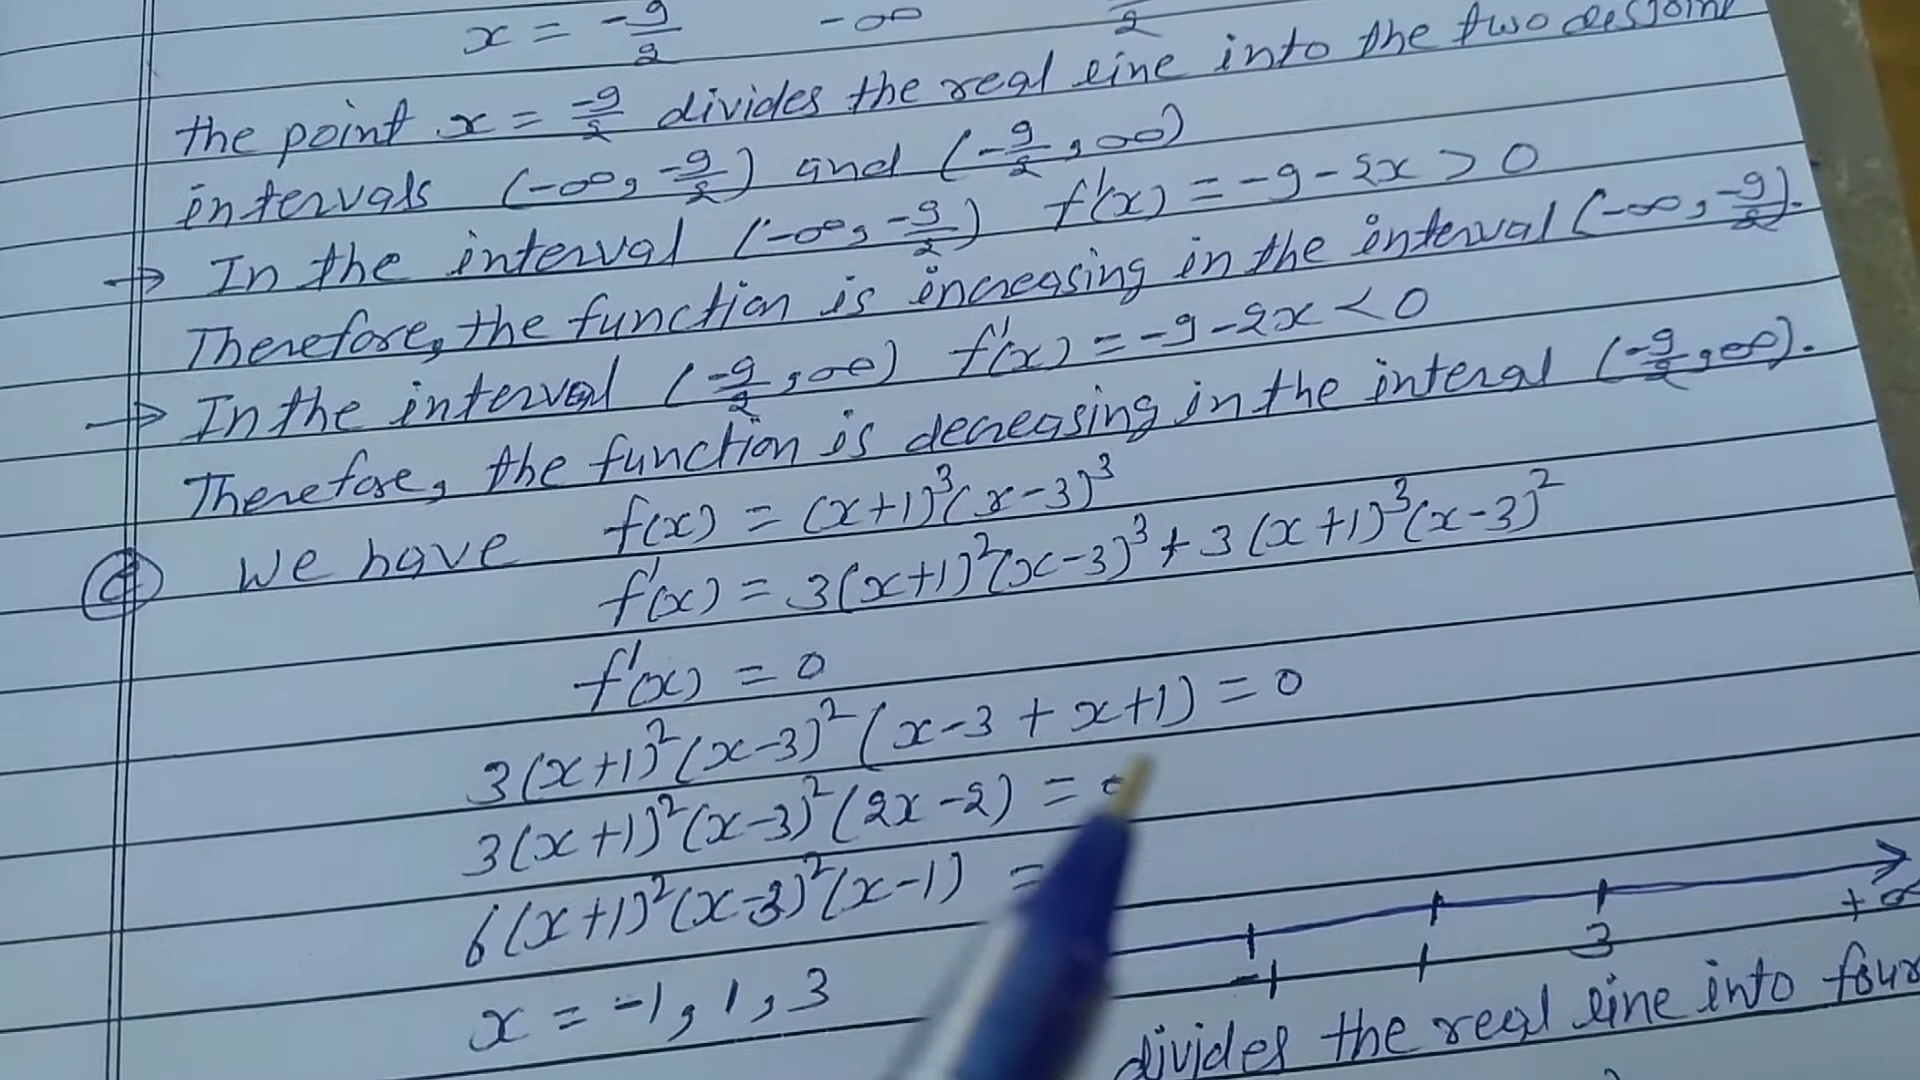 x = -9/2 -∞ 2
the point x = -9/2 divides the real line into the two disjoint
intervals (-∞, -9/2) and (-9/2, ∞)
→ In the interval (-∞, -9/2) f'(x) = -9-2x > 0
Therefore, the function is increasing in the interval (-∞, -9/2).
→ In the interval (-9/2, ∞) f'(x) = -9-2x < 0
Therefore, the function is decreasing in the interal (-9/2, ∞).
We have f(x) = (x+1)³(x-3)³
f'(x) = 3(x+1)²(x-3)³ + 3(x+1)³(x-3)²
f'(x) = 0
3(x+1)²(x-3)²(x-3+x+1) = 0
3(x+1)²(x-3)²(2x-2) =
6(x+1)²(x-3)²(x-1) =
-1 1 3 +∞
x = -1, 1, 3
divides the real line into four